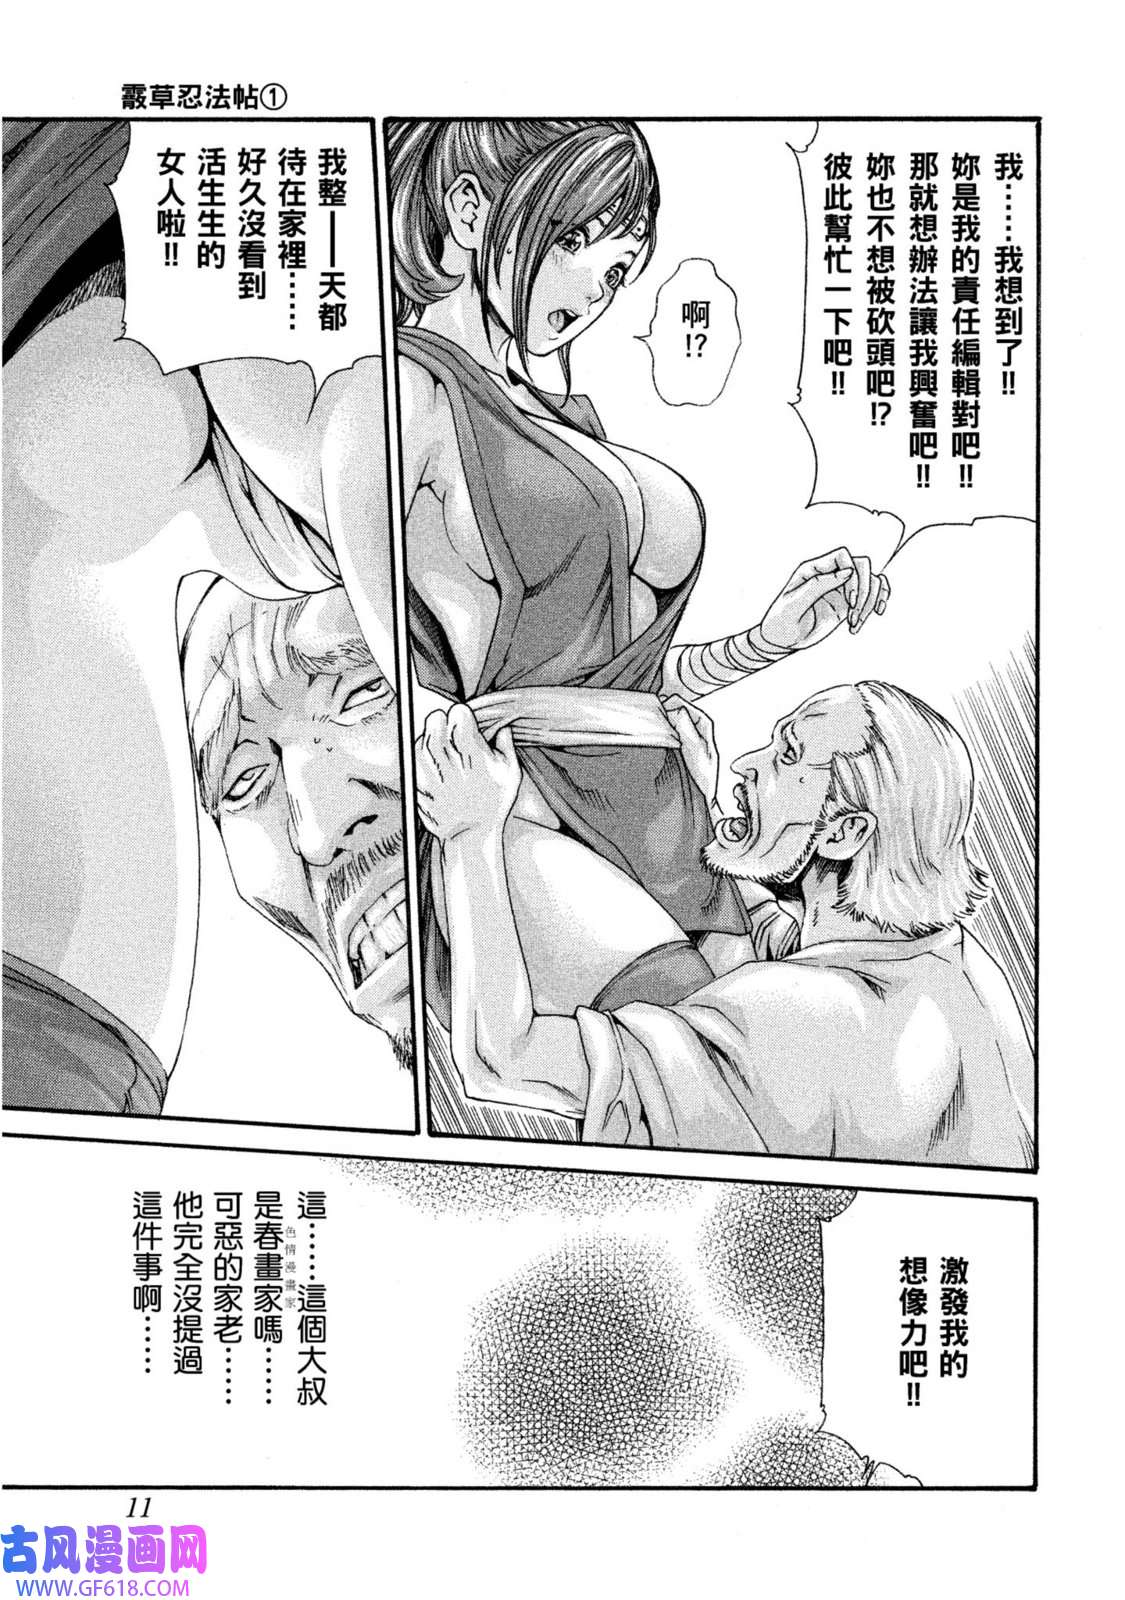 霞草忍法帖①
我……我想到了!!
妳是我的責任編輯對吧!!
那就想辦法讓我興奮吧!!
妳也不想被砍頭吧!?
彼此幫忙一下吧!!
啊!?
我整──天都
待在家裡……
好久沒看到
活生生的
女人啦!!
激發我的
想像力吧!!
這……這個大叔
是春畫家嗎……
色情漫畫家
可惡的家老……
他完全沒提過
這件事啊……
11
古风漫画网
WWW.GF618.COM